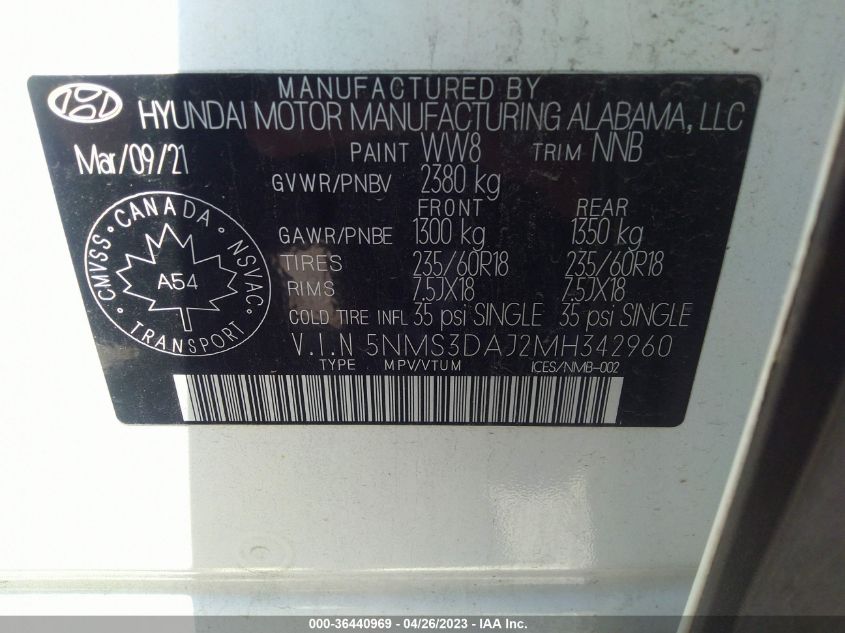 MANUFACTURED BY
HYUNDAI MOTOR MANUFACTURING ALABAMA, LLC
Mar/09/21
PAINT WW8 TRIM NNB
GVWR/PNBV 2380 kg
FRONT REAR
GAWR/PNBE 1300 kg 1350 kg
TIRES 235/60R18 235/60R18
RIMS 7.5JX18 7.5JX18
COLD TIRE INFL 35 psi SINGLE 35 psi SINGLE
V.I.N 5NMS3DAJ2MH342960
TYPE MPV/VTUM ICES/NMB-002
CMVSS · CANADA · NSVAC · TRANSPORT ·
A54
000-36440969 - 04/26/2023 - IAA Inc.